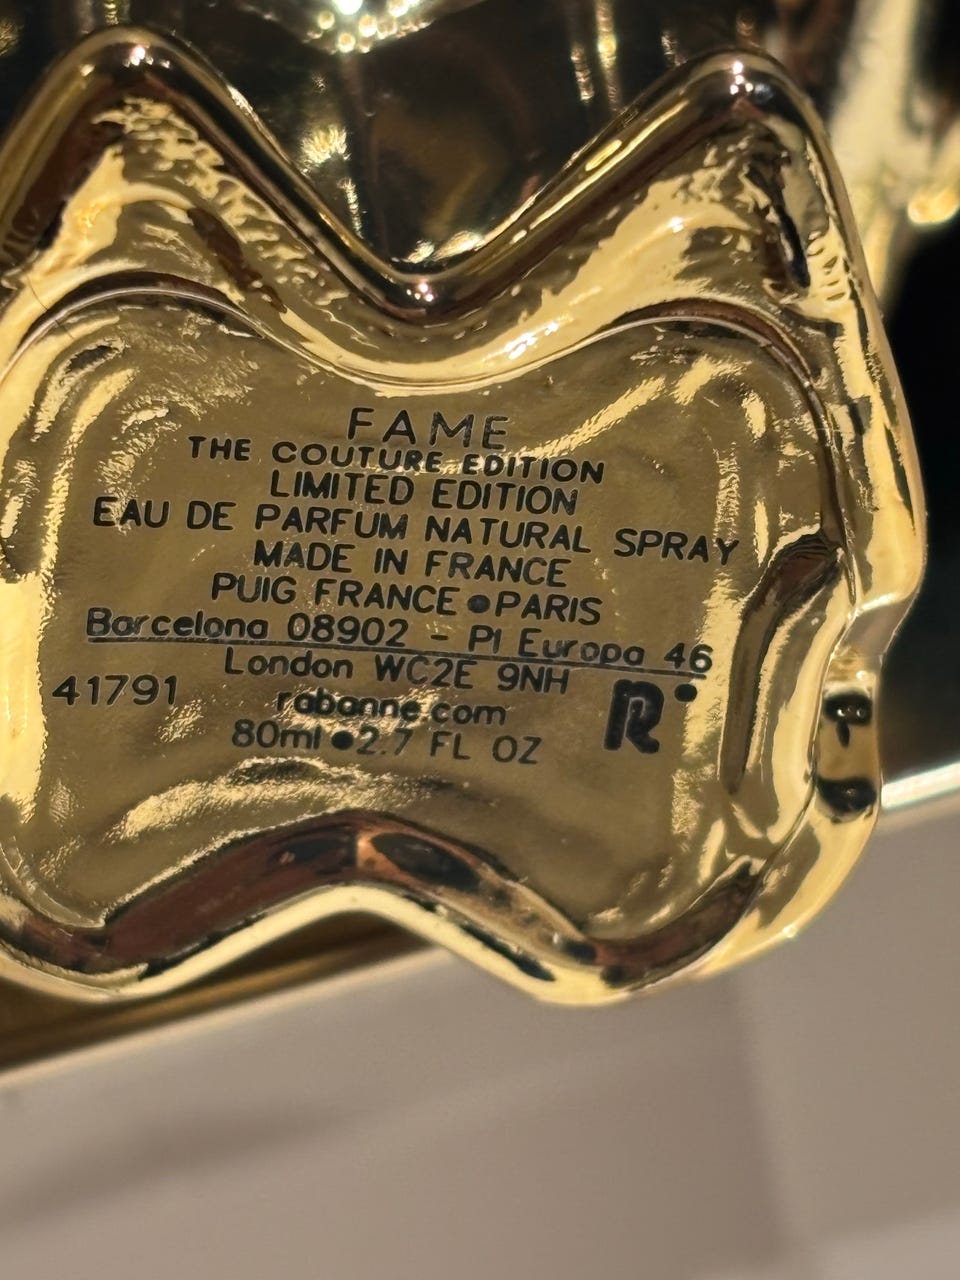 FAME
THE COUTURE EDITION
LIMITED EDITION
EAU DE PARFUM NATURAL SPRAY
MADE IN FRANCE
PUIG FRANCE ● PARIS
Barcelona 08902 - Pl Europa 46
London WC2E 9NH
41791
rabanne.com
R
80ml ● 2.7 FL OZ